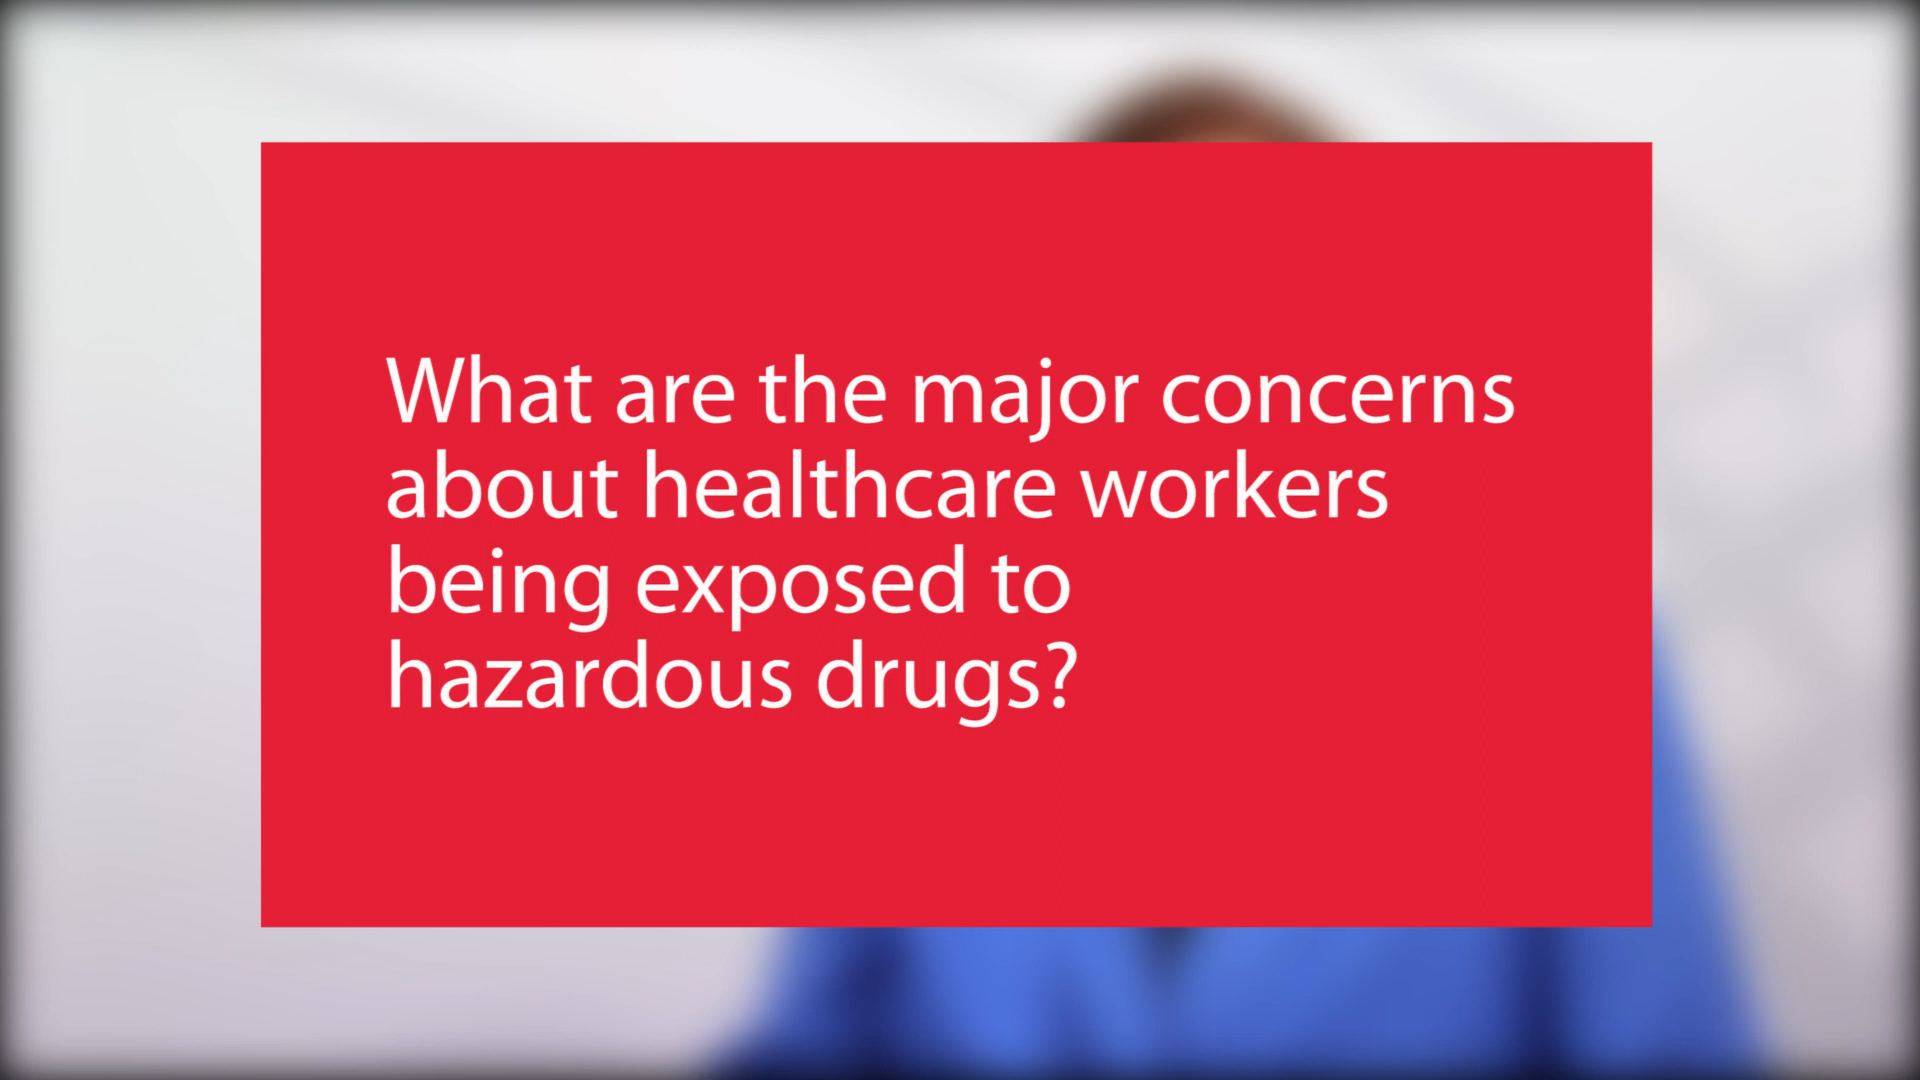 What are the major concerns
about healthcare workers
being exposed to
hazardous drugs?